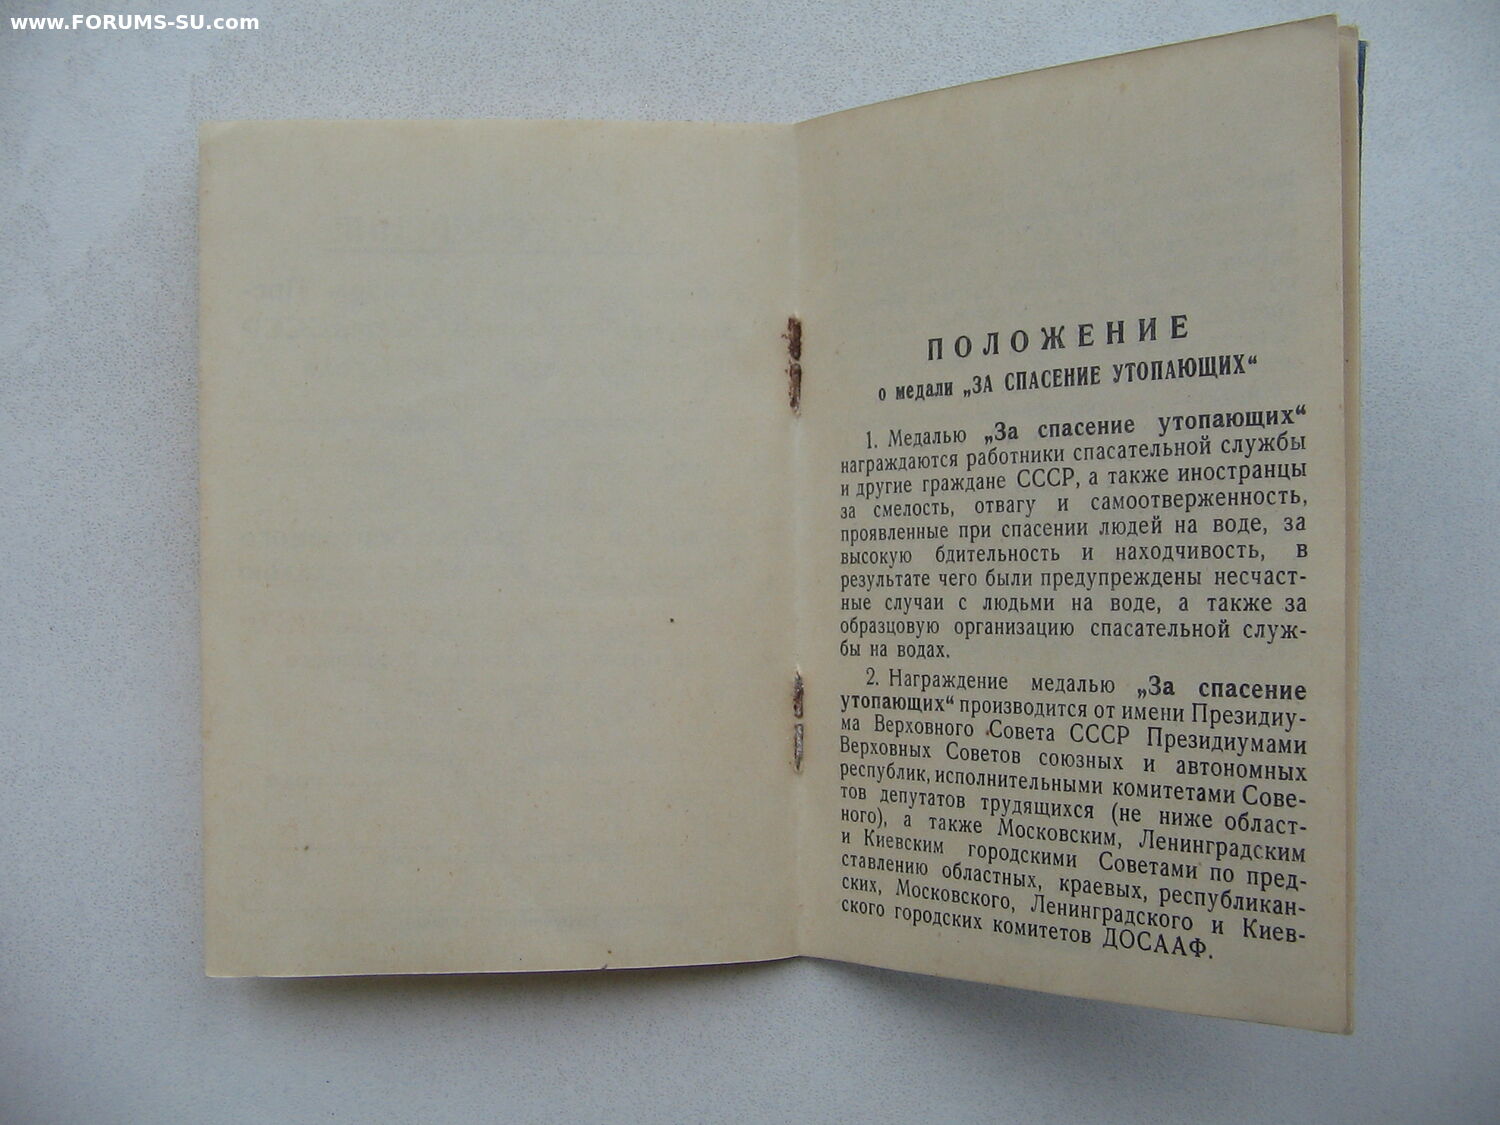 www.FORUMS-SU.com
ПОЛОЖЕНИЕ
о медали „ЗА СПАСЕНИЕ УТОПАЮЩИХ“
1. Медалью „За спасение утопающих“
награждаются работники спасательной службы
и другие граждане СССР, а также иностранцы
за смелость, отвагу и самоотверженность,
проявленные при спасении людей на воде, за
высокую бдительность и находчивость, в
результате чего были предупреждены несчаст-
ные случаи с людьми на воде, а также за
образцовую организацию спасательной служ-
бы на водах.
2. Награждение медалью „За спасение
утопающих“ производится от имени Президиу-
ма Верховного Совета СССР Президиумами
Верховных Советов союзных и автономных
республик, исполнительными комитетами Сове-
тов депутатов трудящихся (не ниже област-
ного), а также Московским, Ленинградским
и Киевским городскими Советами по пред-
ставлению областных, краевых, республикан-
ских, Московского, Ленинградского и Киев-
ского городских комитетов ДОСААФ.